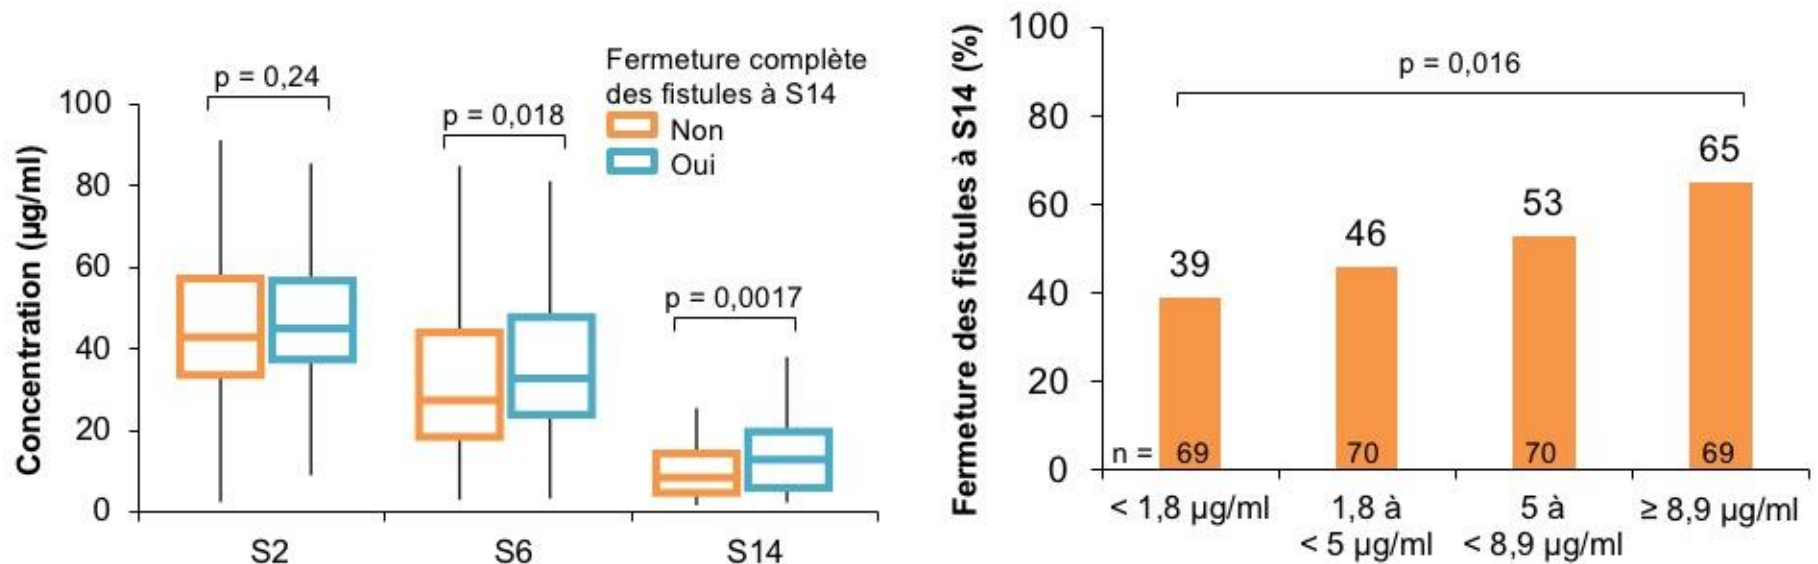 Concentration (µg/ml)
100
80
60
40
20
0
p = 0,24
p = 0,018
p = 0,0017
Fermeture complète
des fistules à S14
Non
Oui
S2
S6
S14
Fermeture des fistules à S14 (%)
100
80
60
40
20
0
p = 0,016
39
46
53
65
n = 69
70
70
69
< 1,8 µg/ml
1,8 à
< 5 µg/ml
5 à
< 8,9 µg/ml
≥ 8,9 µg/ml